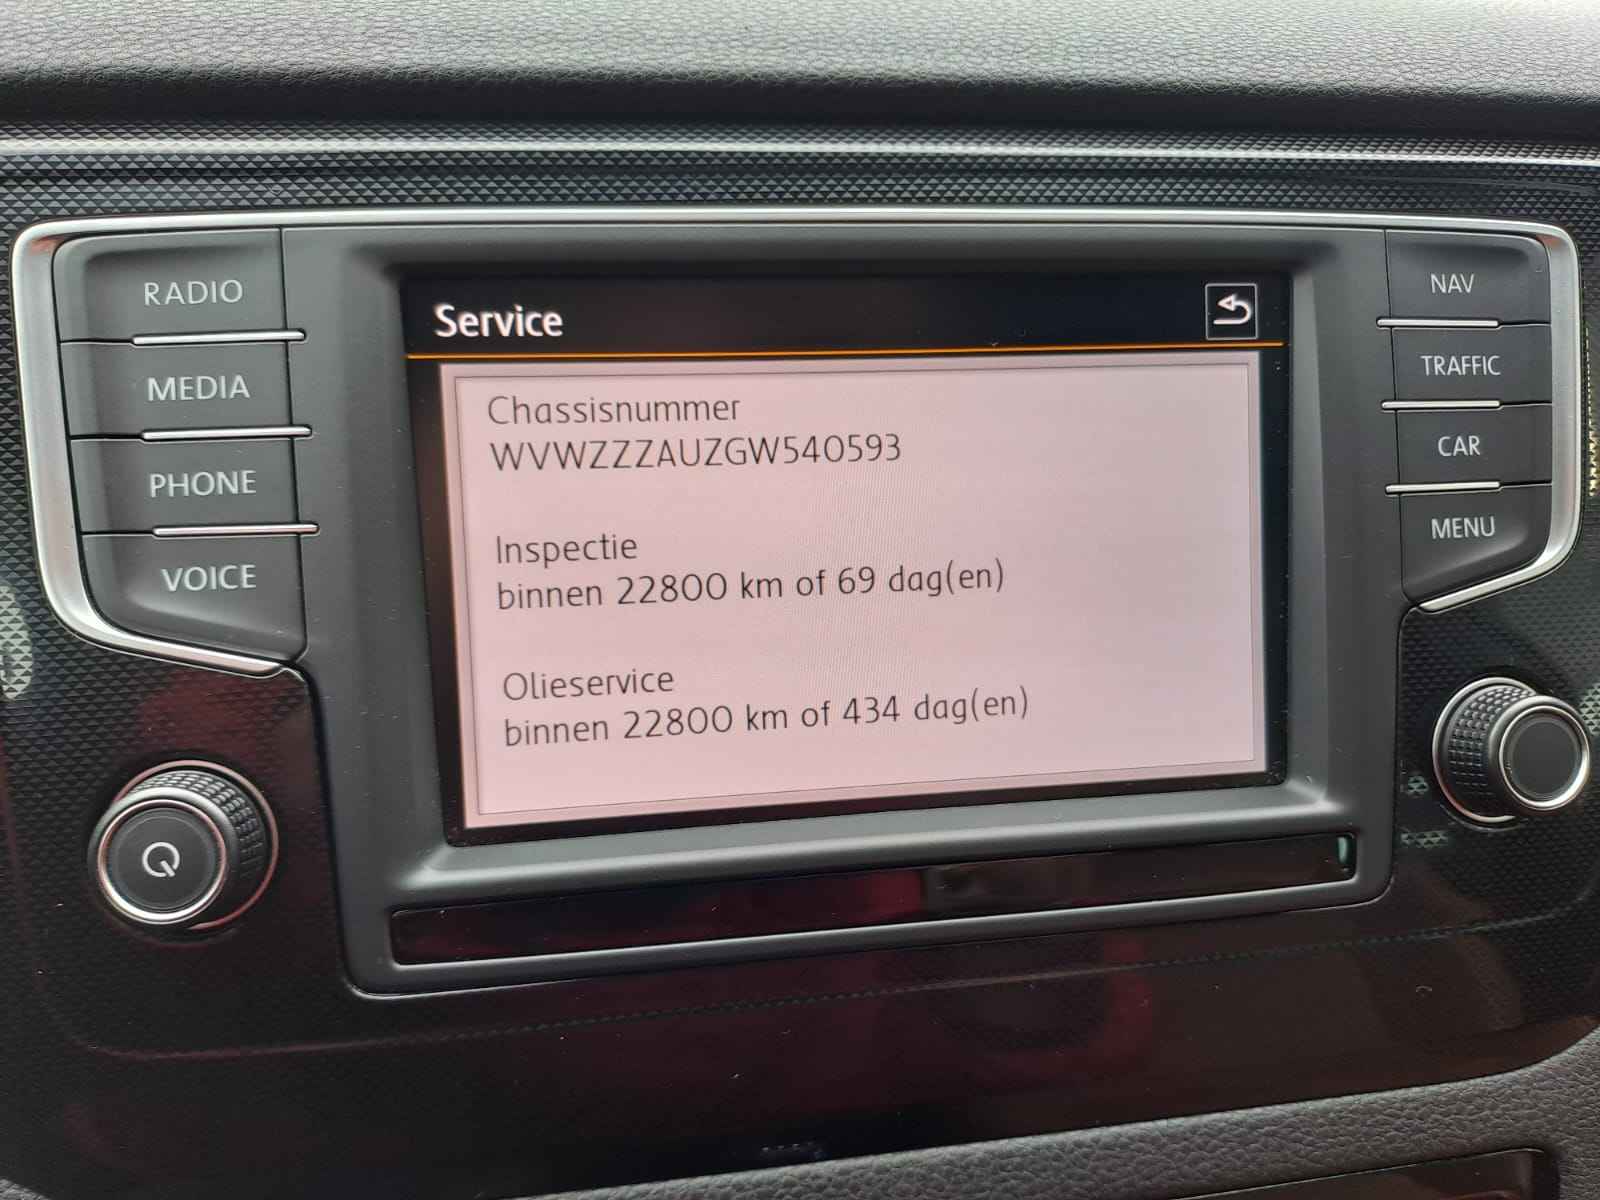 RADIO
MEDIA
PHONE
VOICE
Service
Chassisnummer
WVWZZZAUZGW540593
Inspectie
binnen 22800 km of 69 dag(en)
Olieservice
binnen 22800 km of 434 dag(en)
NAV
TRAFFIC
CAR
MENU